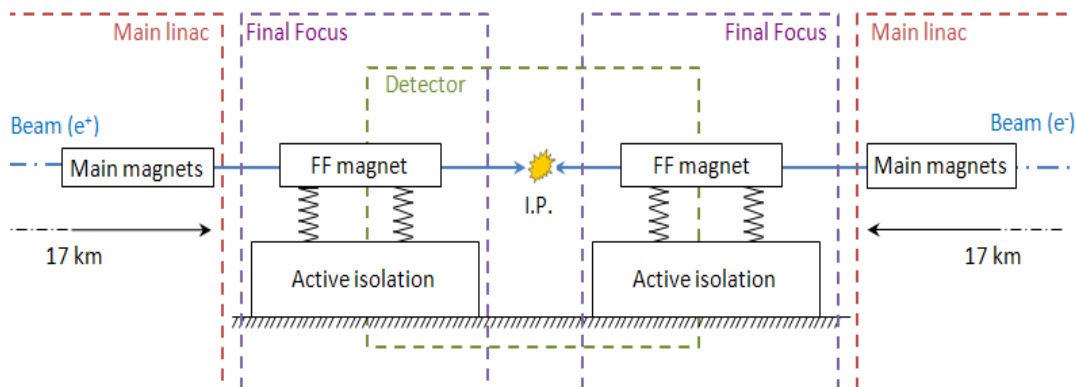 Main linac
Final Focus
Final Focus
Main linac
Detector
Beam (e⁺)
Beam (e⁻)
Main magnets
FF magnet
FF magnet
Main magnets
I.P.
17 km
17 km
Active isolation
Active isolation